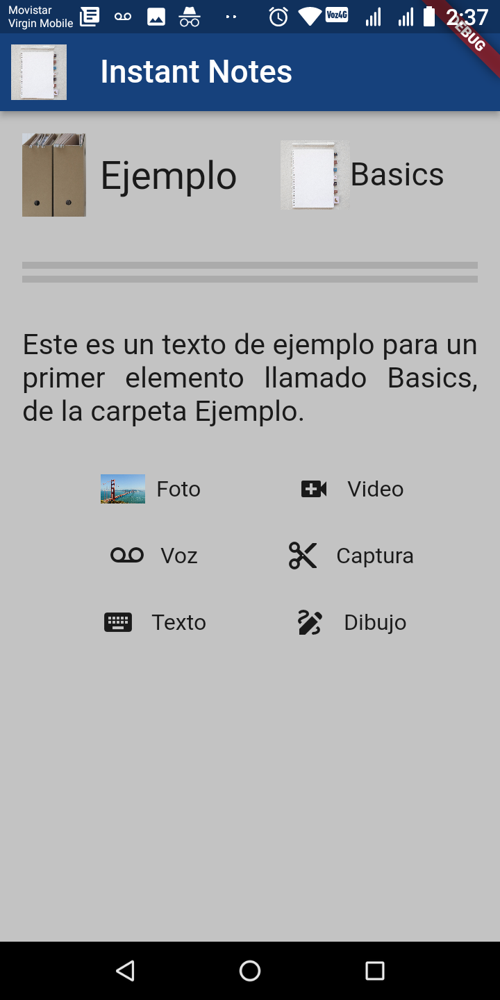 Movistar
Virgin Mobile
Voz4G
2:37
DEBUG
Instant Notes
Ejemplo
Basics
Este es un texto de ejemplo para un
primer elemento llamado Basics,
de la carpeta Ejemplo.
Foto
Video
Voz
Captura
Texto
Dibujo